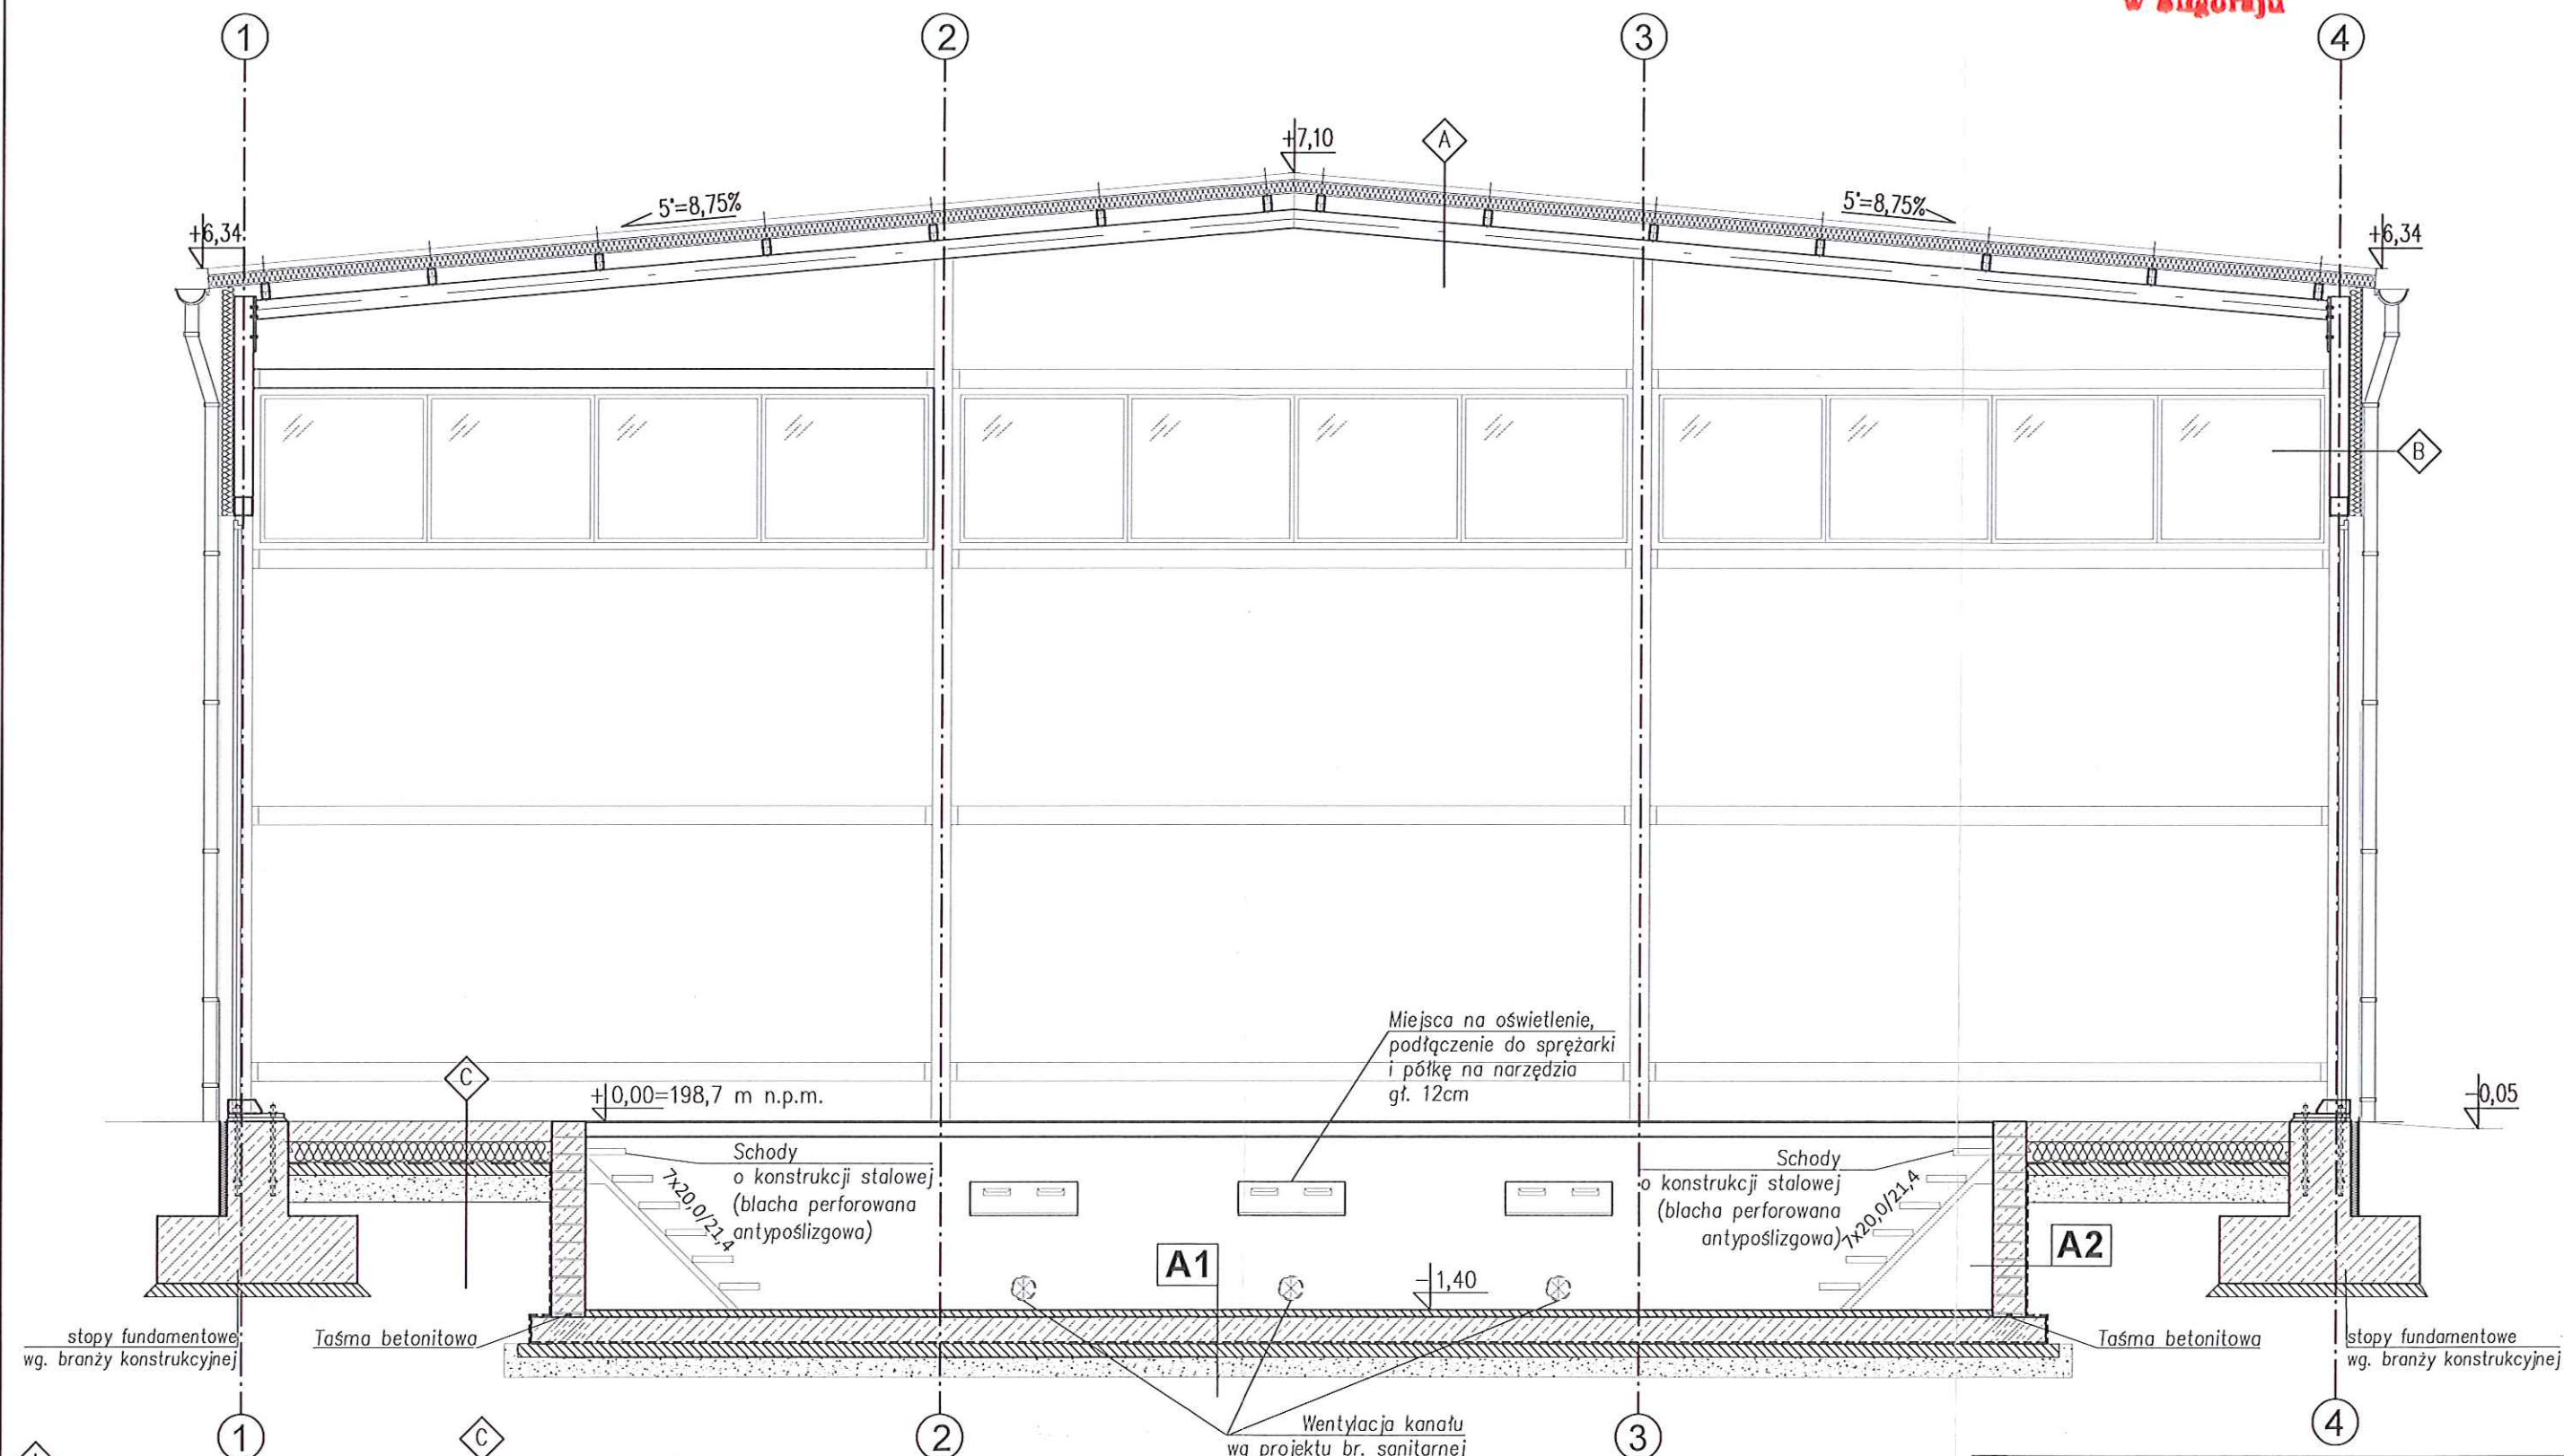 w Biłgoraju
1
2
3
4
+7,10
A
5°=8,75%
5°=8,75%
+6,34
+6,34
B
Miejsca na oświetlenie,
podłączenie do sprężarki
i półkę na narzędzia
gł. 12cm
C
+0,00=198,7 m n.p.m.
-0,05
Schody
o konstrukcji stalowej
(blacha perforowana
antypoślizgowa)
7x20,0/21,4
Schody
o konstrukcji stalowej
(blacha perforowana
antypoślizgowa)
7x20,0/21,4
A1
A2
-1,40
stopy fundamentowe
wg. branży konstrukcyjnej
Taśma betonitowa
Taśma betonitowa
stopy fundamentowe
wg. branży konstrukcyjnej
1
C
2
Wentylacja kanału
wg projektu br. sanitarnej
3
4